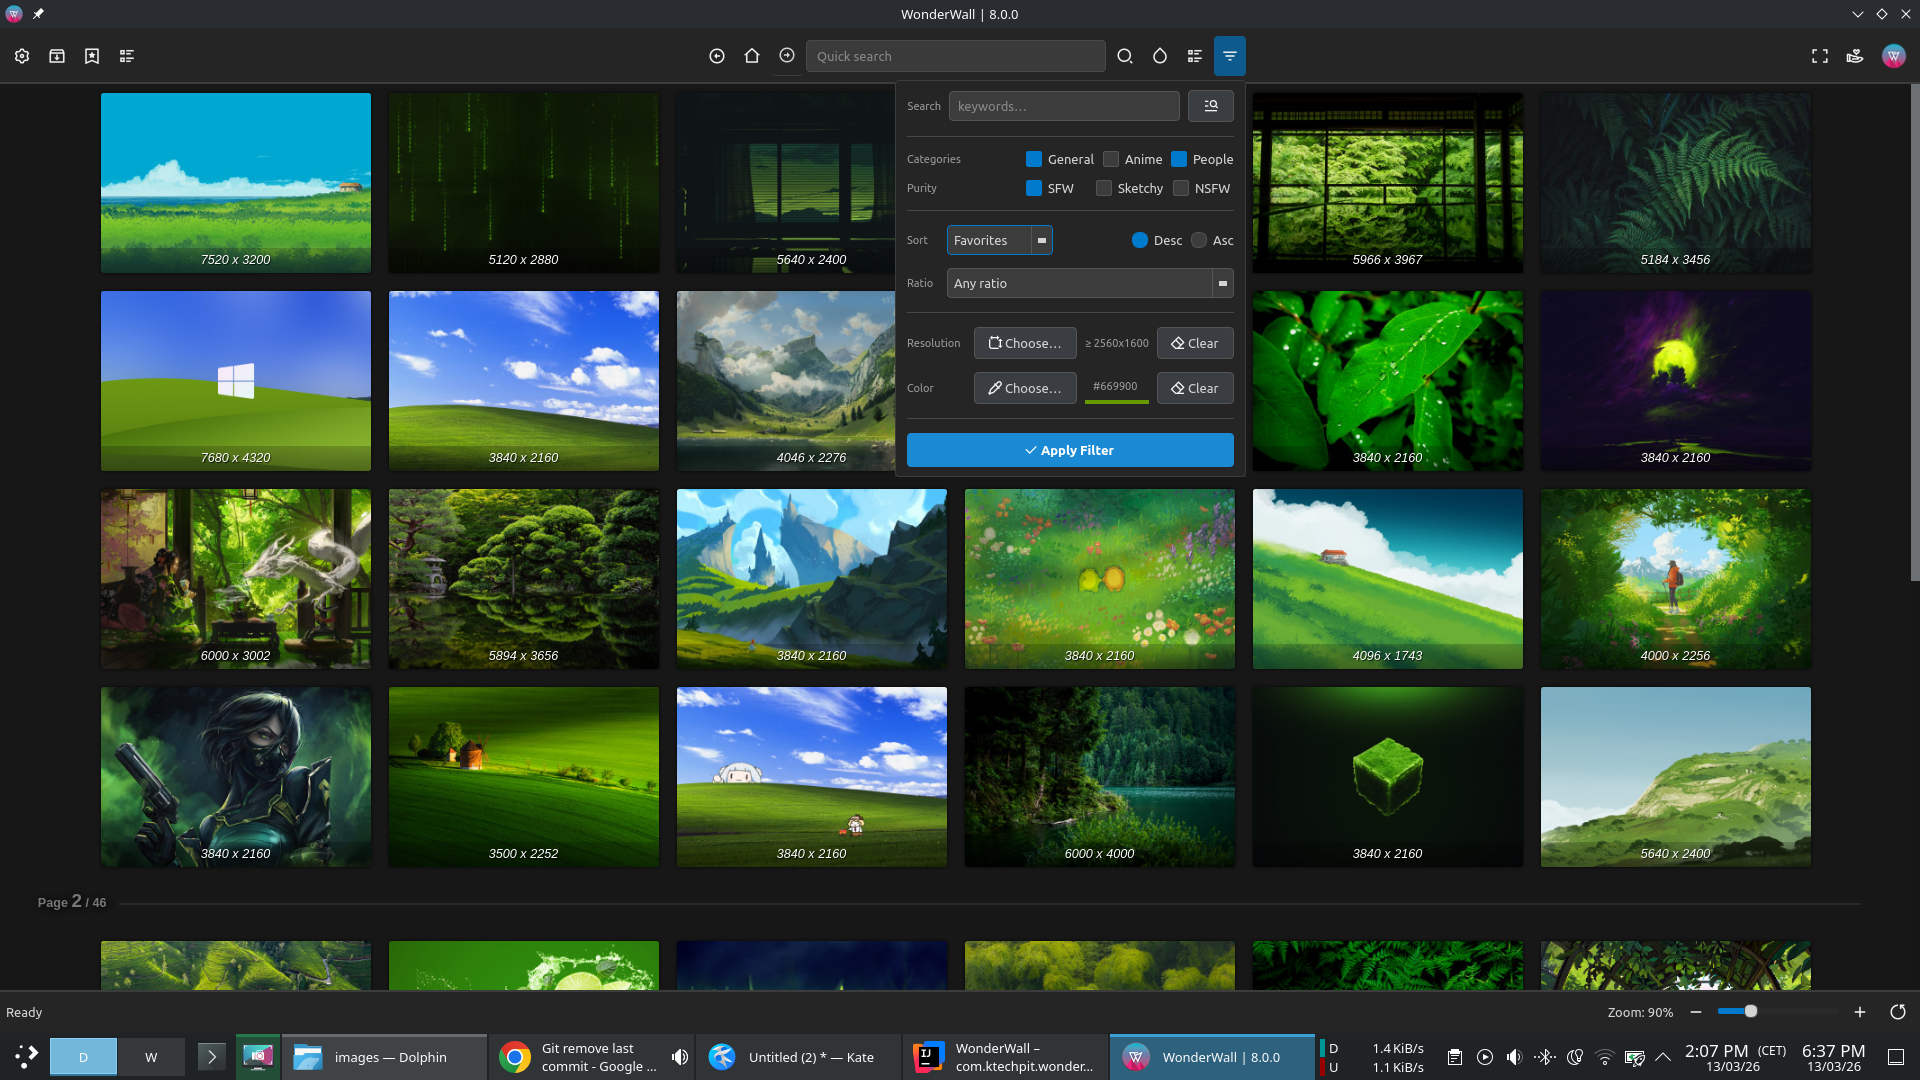 WonderWall | 8.0.0
Quick search
Search keywords...
Categories General Anime People
Purity SFW Sketchy NSFW
Sort Favorites Desc Asc
Ratio Any ratio
Resolution Choose... ≥ 2560x1600 Clear
Color Choose... #669900 Clear
Apply Filter
7520 x 3200
5120 x 2880
5640 x 2400
5966 x 3967
5184 x 3456
7680 x 4320
3840 x 2160
4046 x 2276
3840 x 2160
3840 x 2160
6000 x 3002
5894 x 3656
3840 x 2160
3840 x 2160
4096 x 1743
4000 x 2256
3840 x 2160
3500 x 2252
3840 x 2160
6000 x 4000
3840 x 2160
5640 x 2400
Page 2 / 46
Ready
Zoom: 90%
D
W
images — Dolphin
Git remove last
commit - Google ...
Untitled (2) * — Kate
IJ
WonderWall –
com.ktechpit.wonder...
WonderWall | 8.0.0
D 1.4 KiB/s
U 1.1 KiB/s
2:07 PM (CET)
13/03/26
6:37 PM
13/03/26